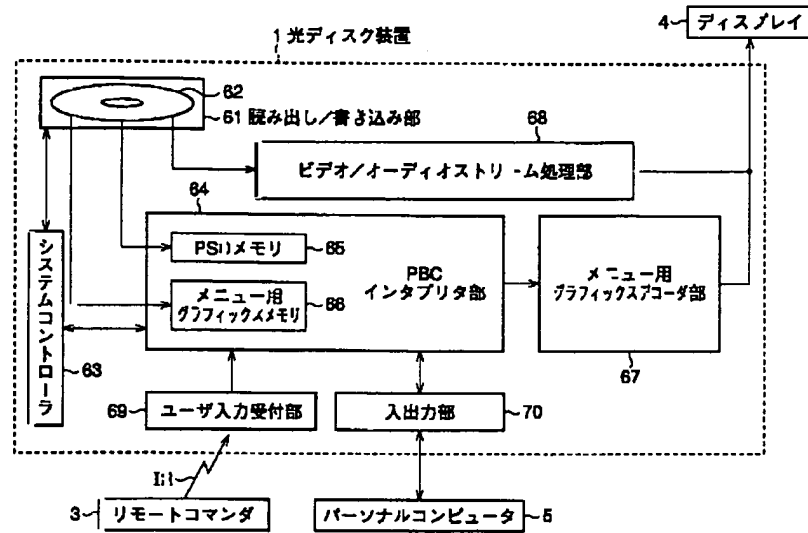 4 ディスプレイ
1 光ディスク装置
62
61 読み出し／書き込み部
68
ビデオ／オーディオストリーム処理部
64
PSDメモリ 65
メニュー用
グラフィックスメモリ 66
PBC
インタプリタ部
メニュー用
グラフィックスデコーダ部
67
システムコントローラ
63
69 ユーザ入力受付部
入出力部 70
3 リモートコマンダ
パーソナルコンピュータ 5